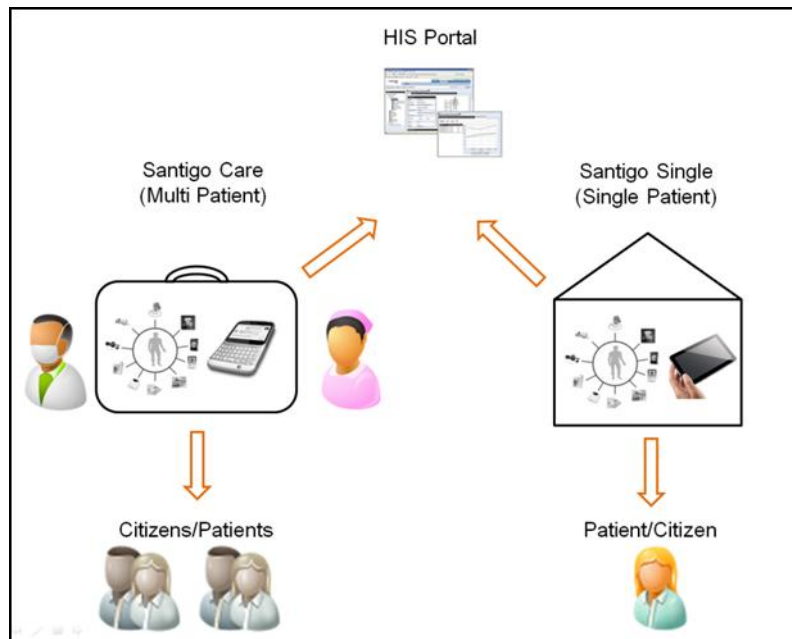 HIS Portal
Santigo Care
(Multi Patient)
Santigo Single
(Single Patient)
Citizens/Patients
Patient/Citizen